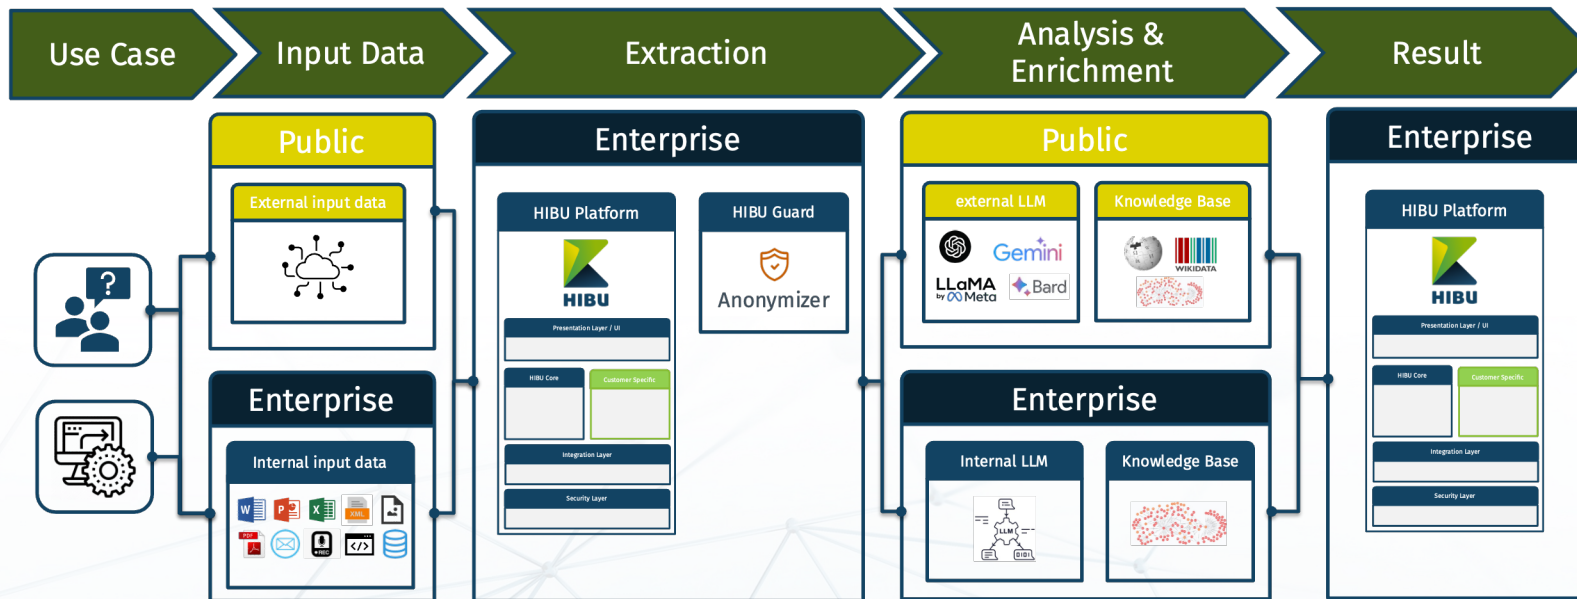 Use Case
Input Data
Extraction
Analysis &
Enrichment
Result
Public
External input data
Enterprise
Internal input data
W
P
X
XML
PDF
REC
</>
Enterprise
HIBU Platform
HIBU
Presentation Layer / UI
HIBU Core
Customer Specific
Integration Layer
Security Layer
HIBU Guard
Anonymizer
Public
external LLM
Gemini
LLaMA
by Meta
Bard
Knowledge Base
WIKIDATA
Enterprise
Internal LLM
LLM
Knowledge Base
Enterprise
HIBU Platform
HIBU
Presentation Layer / UI
HIBU Core
Customer Specific
Integration Layer
Security Layer